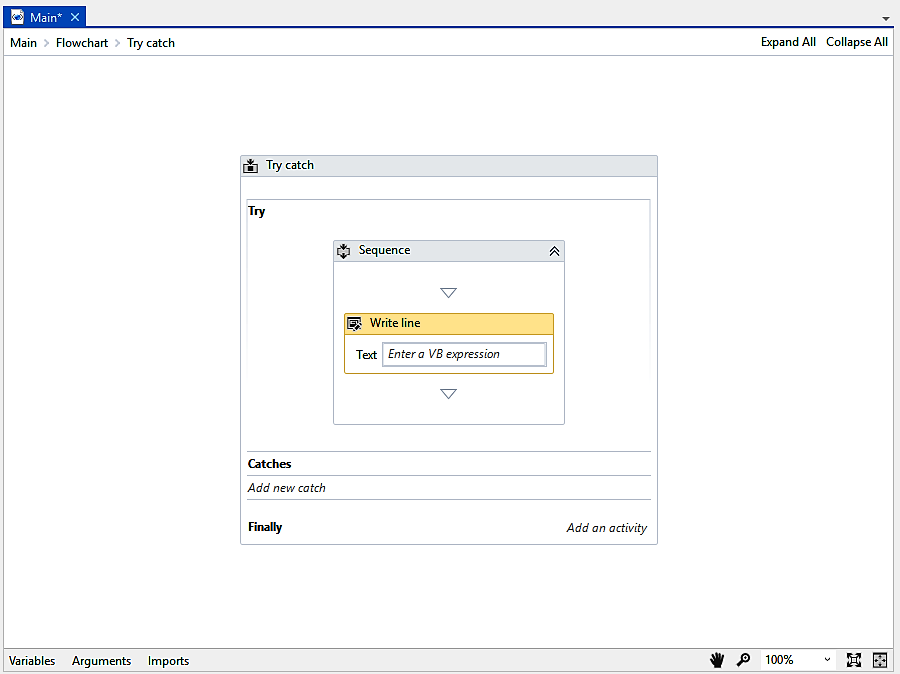 Main*
Main > Flowchart > Try catch Expand All Collapse All
Try catch
Try
Sequence
Write line
Text Enter a VB expression
Catches
Add new catch
Finally Add an activity
Variables Arguments Imports 100%